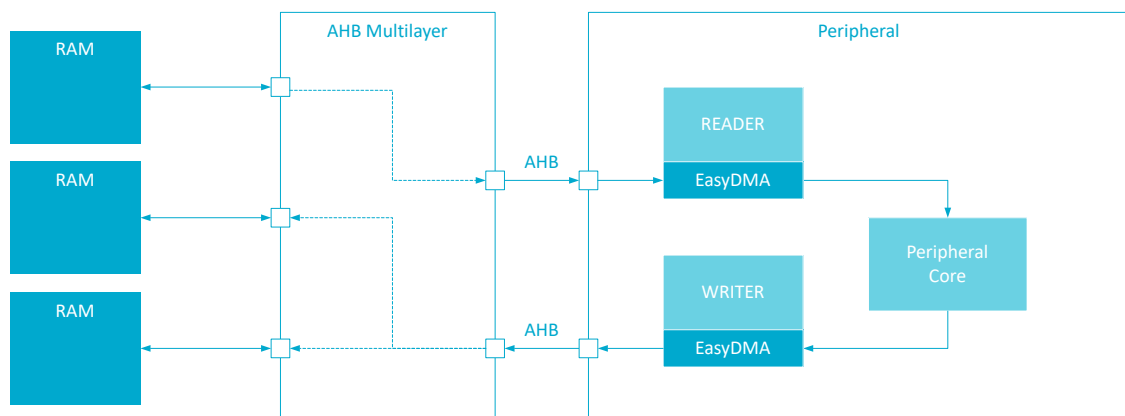 AHB Multilayer
Peripheral
RAM
READER
EasyDMA
AHB
RAM
Peripheral
Core
WRITER
EasyDMA
AHB
RAM